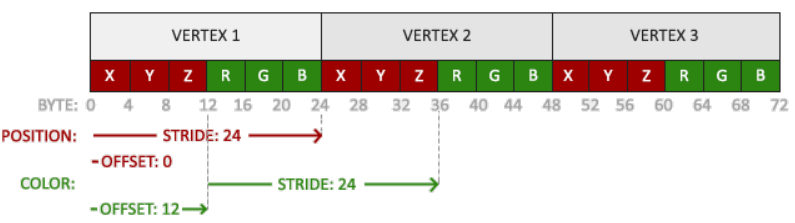 VERTEX 1 VERTEX 2 VERTEX 3
X Y Z R G B X Y Z R G B X Y Z R G B
BYTE: 0 4 8 12 16 20 24 28 32 36 40 44 48 52 56 60 64 68 72
POSITION: STRIDE: 24
-OFFSET: 0
COLOR: STRIDE: 24
-OFFSET: 12